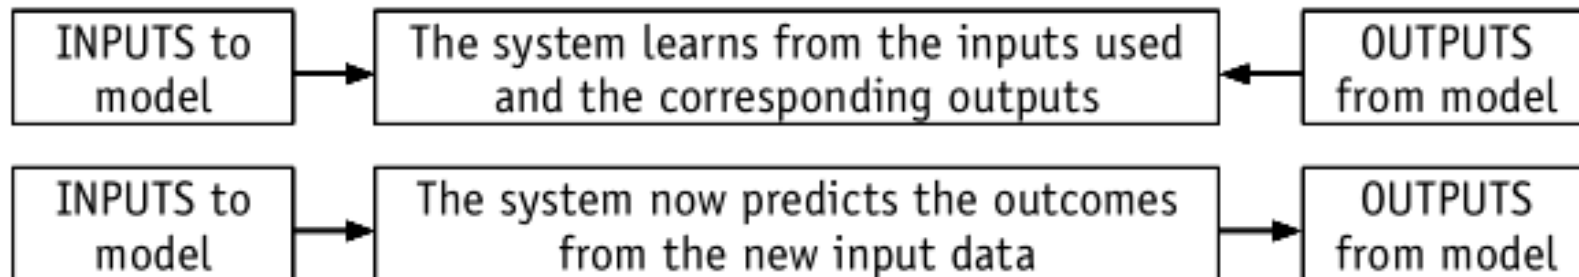 INPUTS to
model
The system learns from the inputs used
and the corresponding outputs
OUTPUTS
from model
INPUTS to
model
The system now predicts the outcomes
from the new input data
OUTPUTS
from model